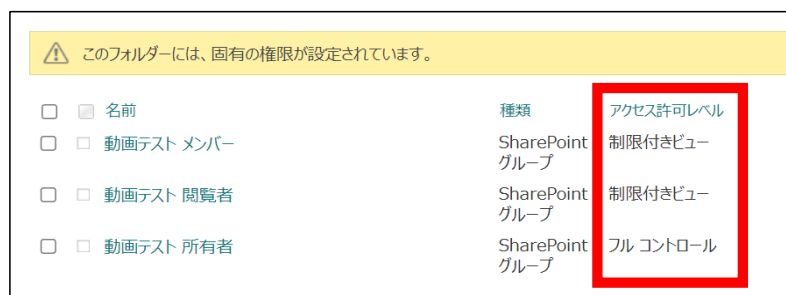 このフォルダーには、固有の権限が設定されています。
名前 種類 アクセス許可レベル
動画テスト メンバー SharePoint 制限付きビュー
グループ
動画テスト 閲覧者 SharePoint 制限付きビュー
グループ
動画テスト 所有者 SharePoint フル コントロール
グループ